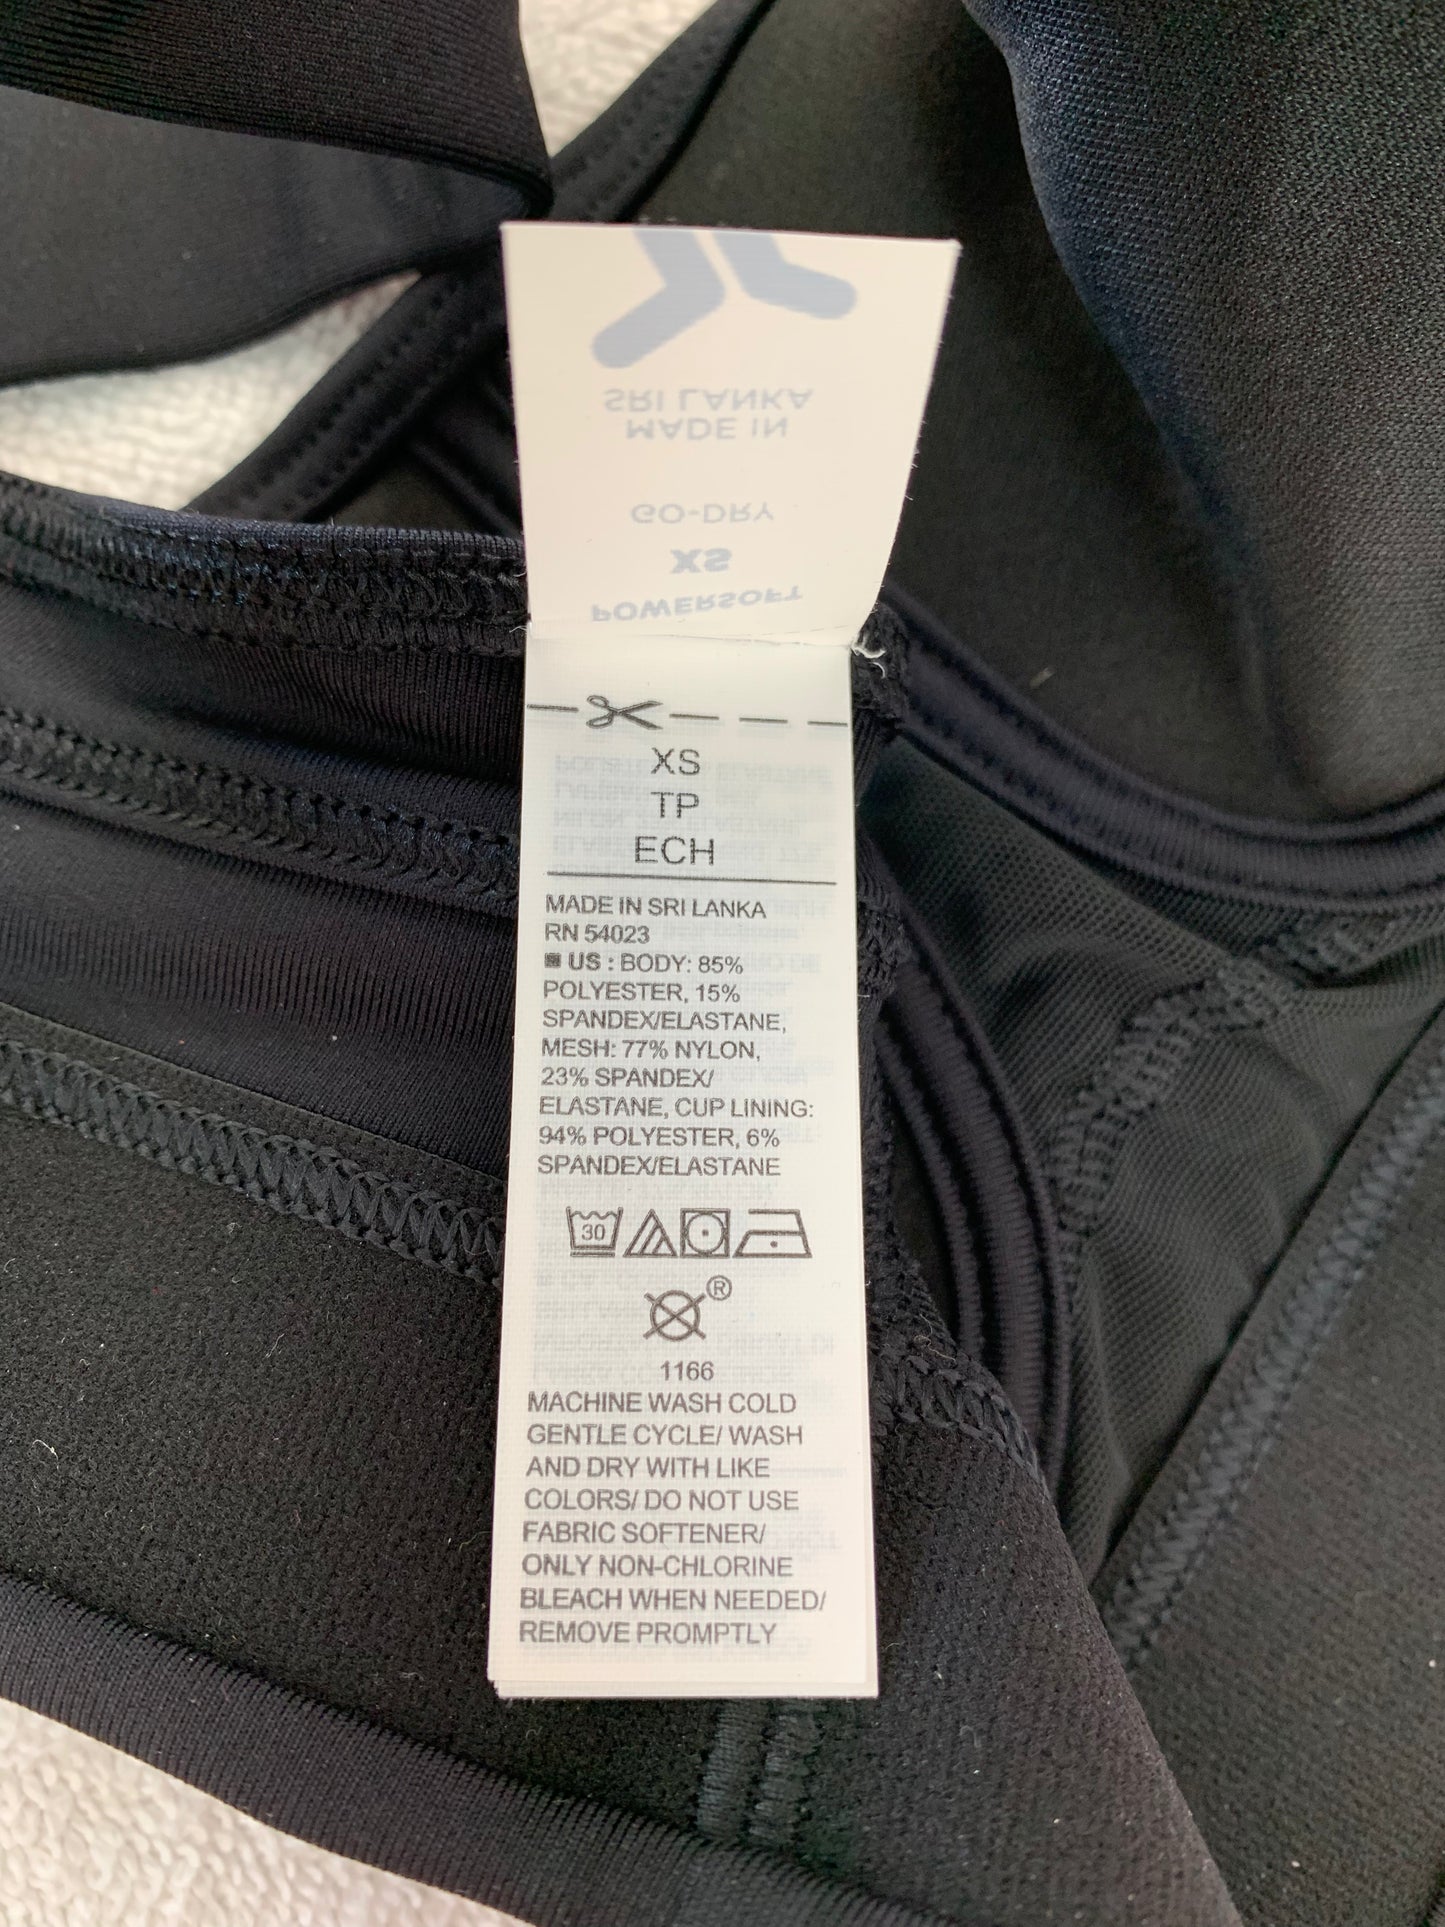 SRI LANKA
MADE IN
GO-DRY
XS
POWERSOFT
XS
TP
ECH
MADE IN SRI LANKA
RN 54023
US : BODY: 85%
POLYESTER, 15%
SPANDEX/ELASTANE,
MESH: 77% NYLON,
23% SPANDEX/
ELASTANE, CUP LINING:
94% POLYESTER, 6%
SPANDEX/ELASTANE
30
®
1166
MACHINE WASH COLD
GENTLE CYCLE/ WASH
AND DRY WITH LIKE
COLORS/ DO NOT USE
FABRIC SOFTENER/
ONLY NON-CHLORINE
BLEACH WHEN NEEDED/
REMOVE PROMPTLY